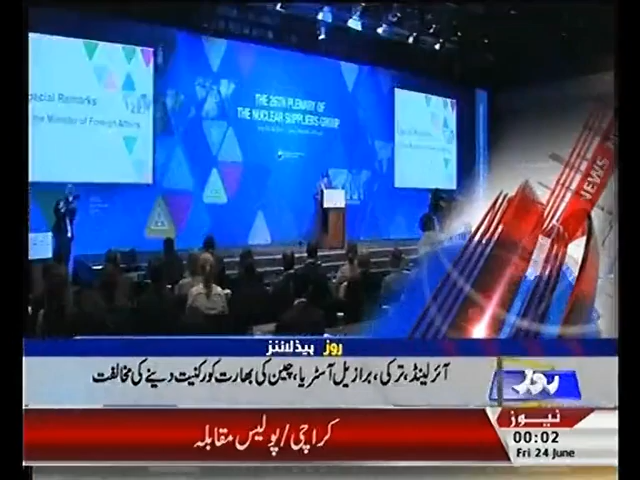 Special Remarks
the Minister of Foreign Affairs
THE 26TH PLENARY OF
THE NUCLEAR SUPPLIERS GROUP
NEWS
روز ہیڈلائنز
آئرلینڈ، ترکی، برازیل آسٹریا، چین کی بھارت کو رکنیت دینے کی مخالفت
روز
نیوز
کراچی/پولیس مقابلہ
00:02
Fri 24 June